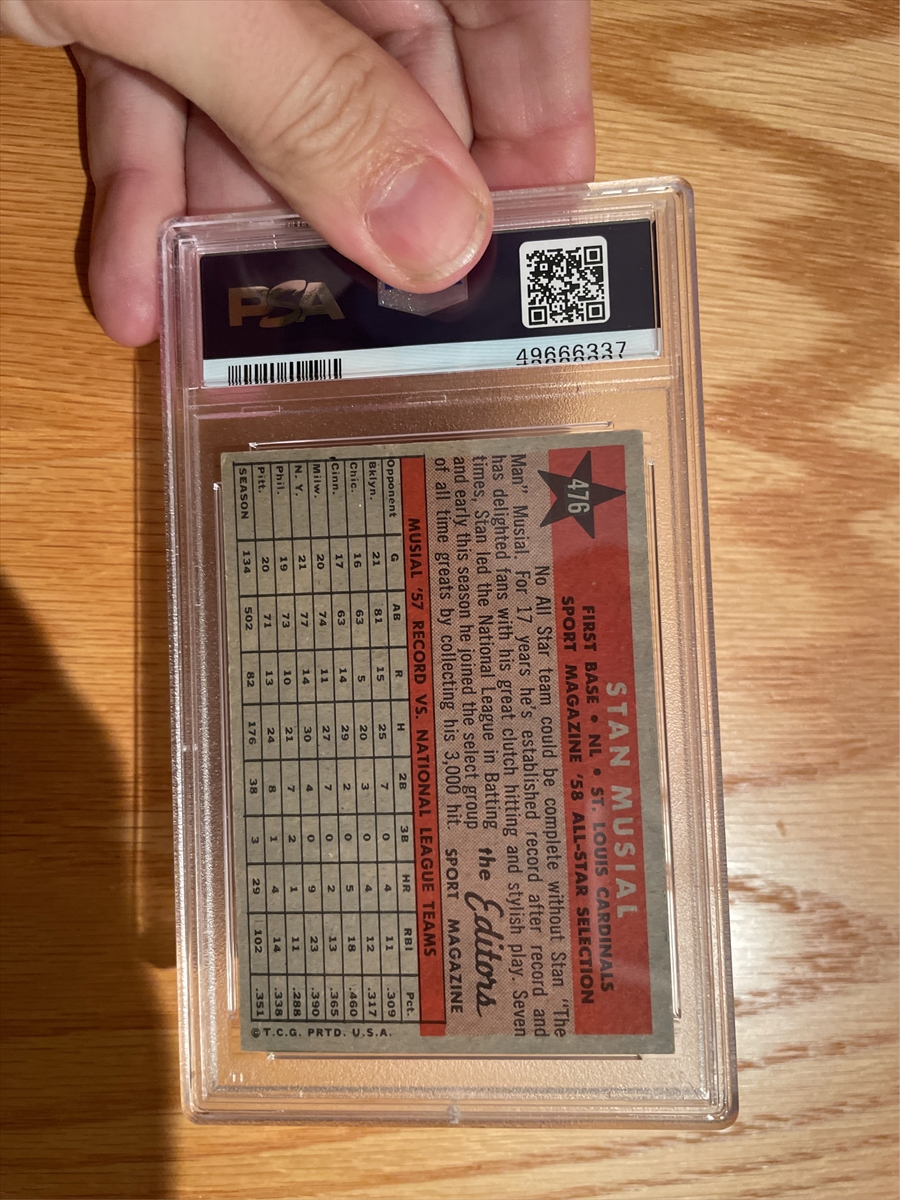 PSA
49666337
476
STAN MUSIAL
FIRST BASE • NL • ST. LOUIS CARDINALS
SPORT MAGAZINE '58 ALL-STAR SELECTION
No All Star team could be complete without Stan "The
Man" Musial. For 17 years he's established record after record and
has delighted fans with his great clutch hitting and stylish play. Seven
times, Stan led the National League in Batting
and early this season he joined the select group
of all time greats by collecting his 3,000 hit.
the Editors
SPORT MAGAZINE
MUSIAL '57 RECORD VS. NATIONAL LEAGUE TEAMS
Opponent G AB R H 2B 3B HR RBI Pct.
Bklyn. 21 81 15 25 7 0 4 11 .309
Chic. 16 63 5 20 3 0 4 12 .317
Cinn. 17 63 14 29 2 0 5 18 .460
Milw. 20 74 11 27 7 0 2 13 .365
N. Y. 21 77 14 30 4 0 9 23 .390
Phil. 19 73 10 21 7 2 1 11 .288
Pitt. 20 71 13 24 8 1 4 14 .338
SEASON 134 502 82 176 38 3 29 102 .351
© T.C.G. PRTD. U.S.A.